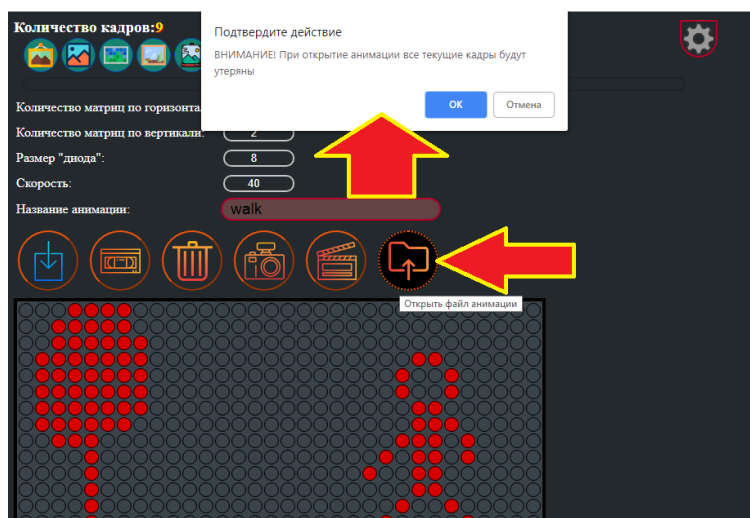 Количество кадров:9
Подтвердите действие
ВНИМАНИЕ! При открытие анимации все текущие кадры будут
утеряны
ОК
Отмена
Количество матриц по горизонта
Количество матриц по вертикали:
2
Размер "диода":
8
Скорость:
40
Название анимации:
walk
Открыть файл анимации